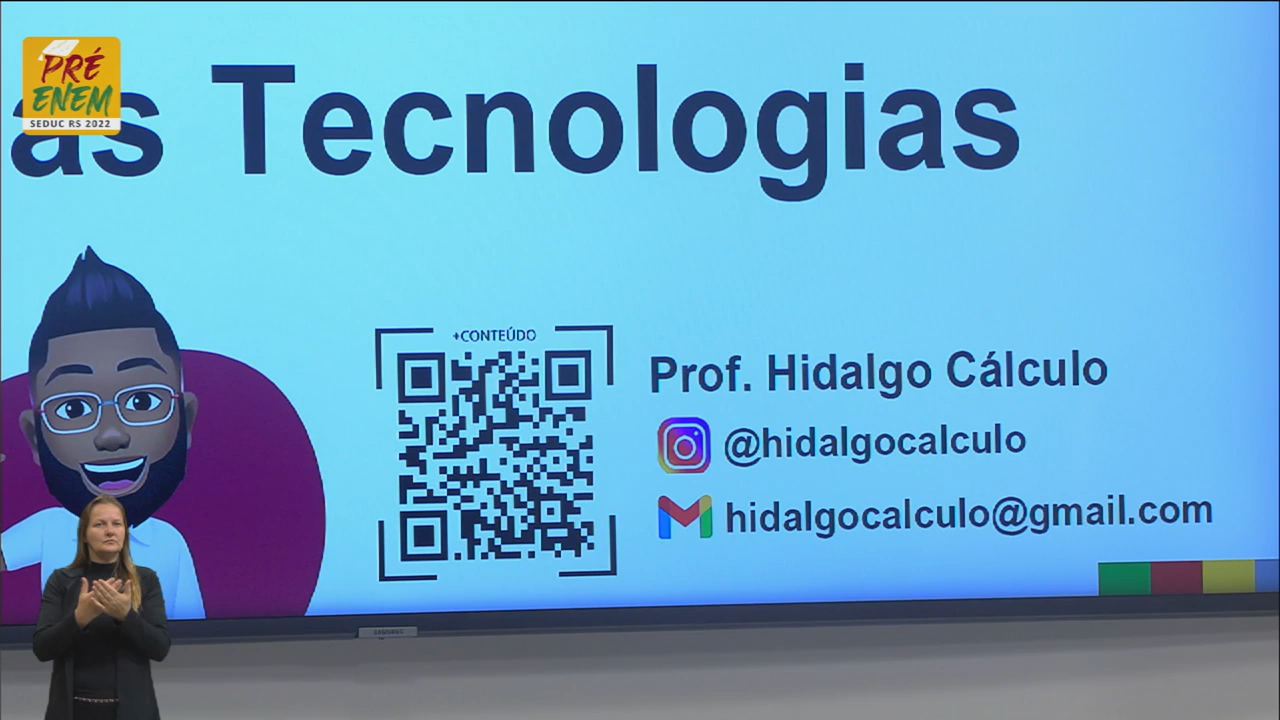 PRÉ
ENEM
SEDUC RS 2022
as Tecnologias
+CONTEÚDO
Prof. Hidalgo Cálculo
@hidalgocalculo
hidalgocalculo@gmail.com